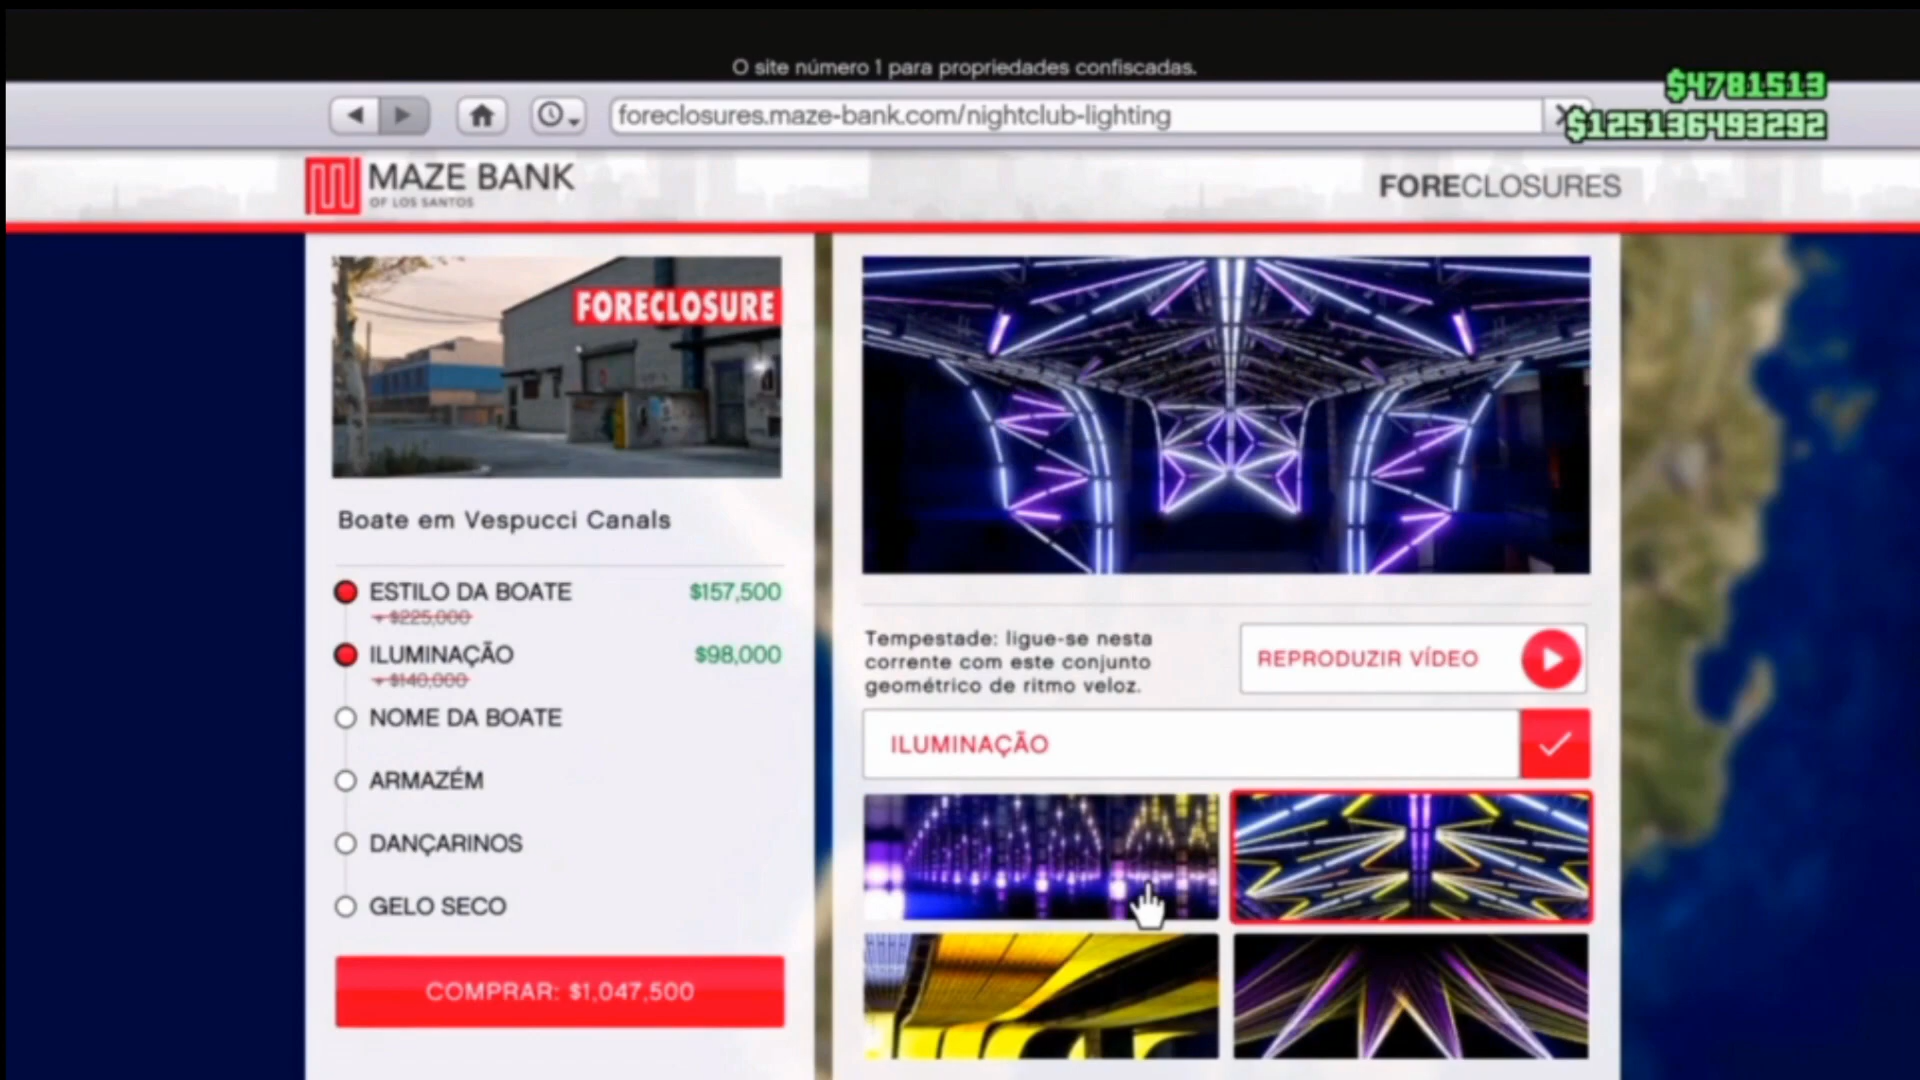 O site número 1 para propriedades confiscadas.
$4781513
foreclosures.maze-bank.com/nightclub-lighting
$125136493292
MAZE BANK
OF LOS SANTOS
FORECLOSURES
FORECLOSURE
Boate em Vespucci Canals
ESTILO DA BOATE $157,500
+ $225,000
ILUMINAÇÃO $98,000
+ $140,000
NOME DA BOATE
ARMAZÉM
DANÇARINOS
GELO SECO
COMPRAR: $1,047,500
Tempestade: ligue-se nesta
corrente com este conjunto
geométrico de ritmo veloz.
REPRODUZIR VÍDEO
ILUMINAÇÃO